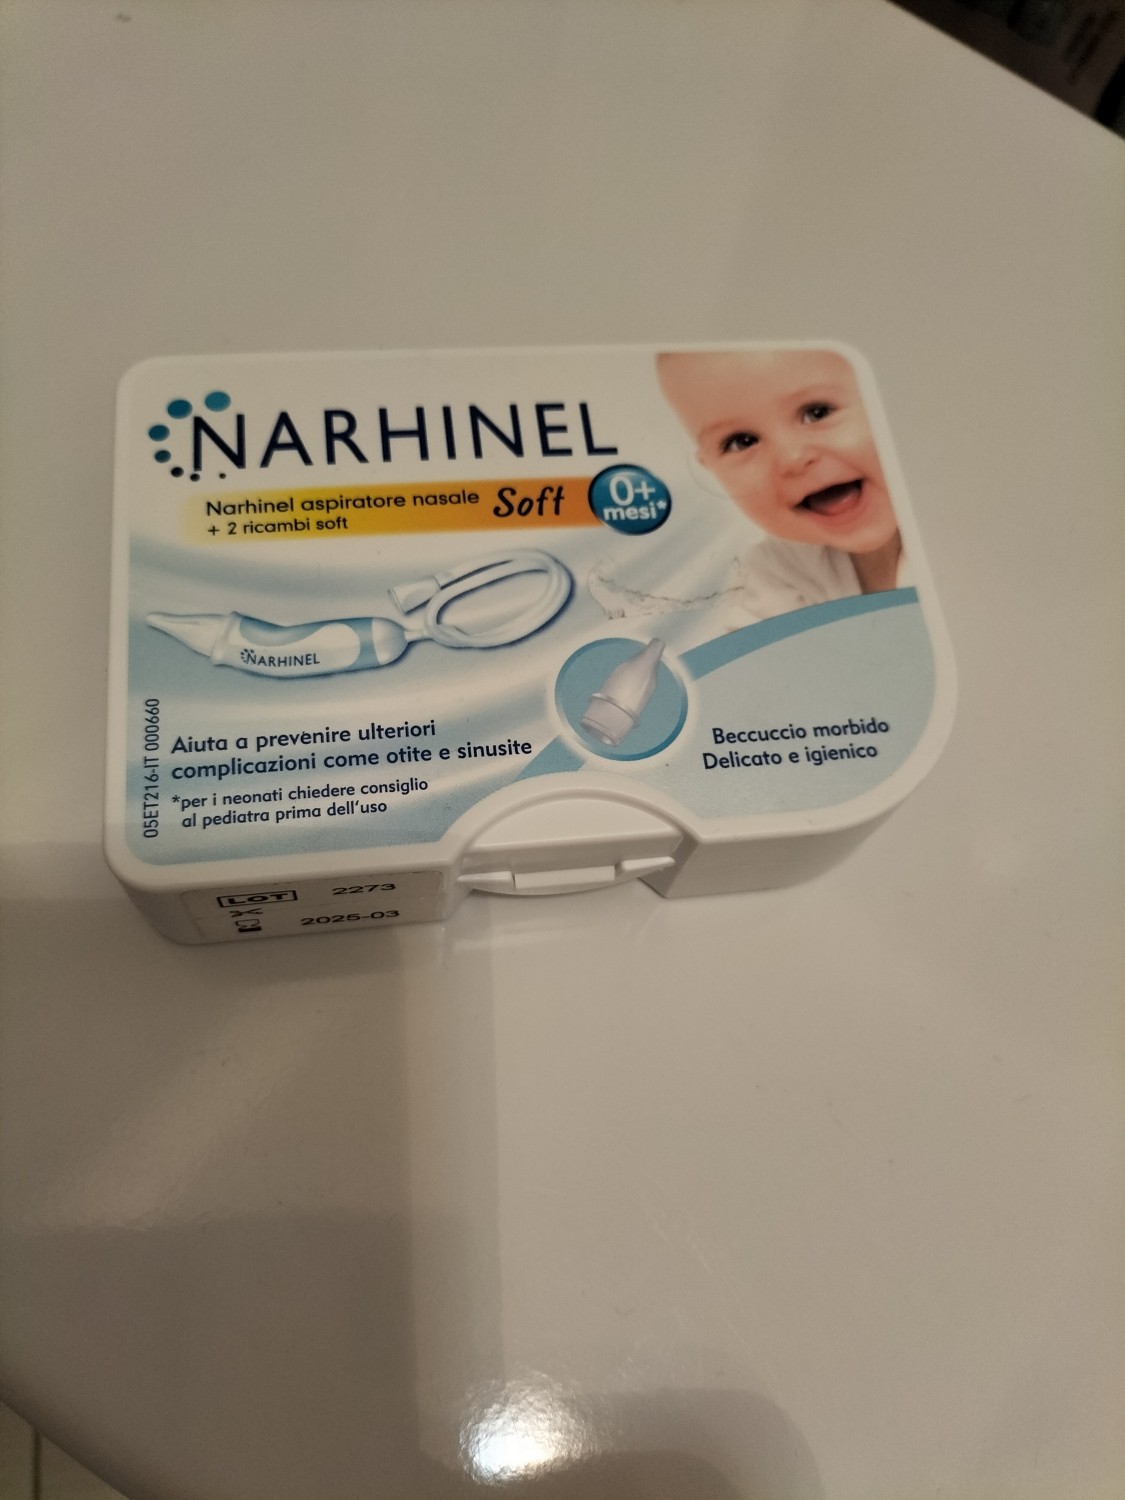 NARHINEL
Narhinel aspiratore nasale Soft
+ 2 ricambi soft
0+
mesi*
NARHINEL
Aiuta a prevenire ulteriori
complicazioni come otite e sinusite
*per i neonati chiedere consiglio
al pediatra prima dell'uso
Beccuccio morbido
Delicato e igienico
05ET216-IT 000660
LOT 2273
2025-03